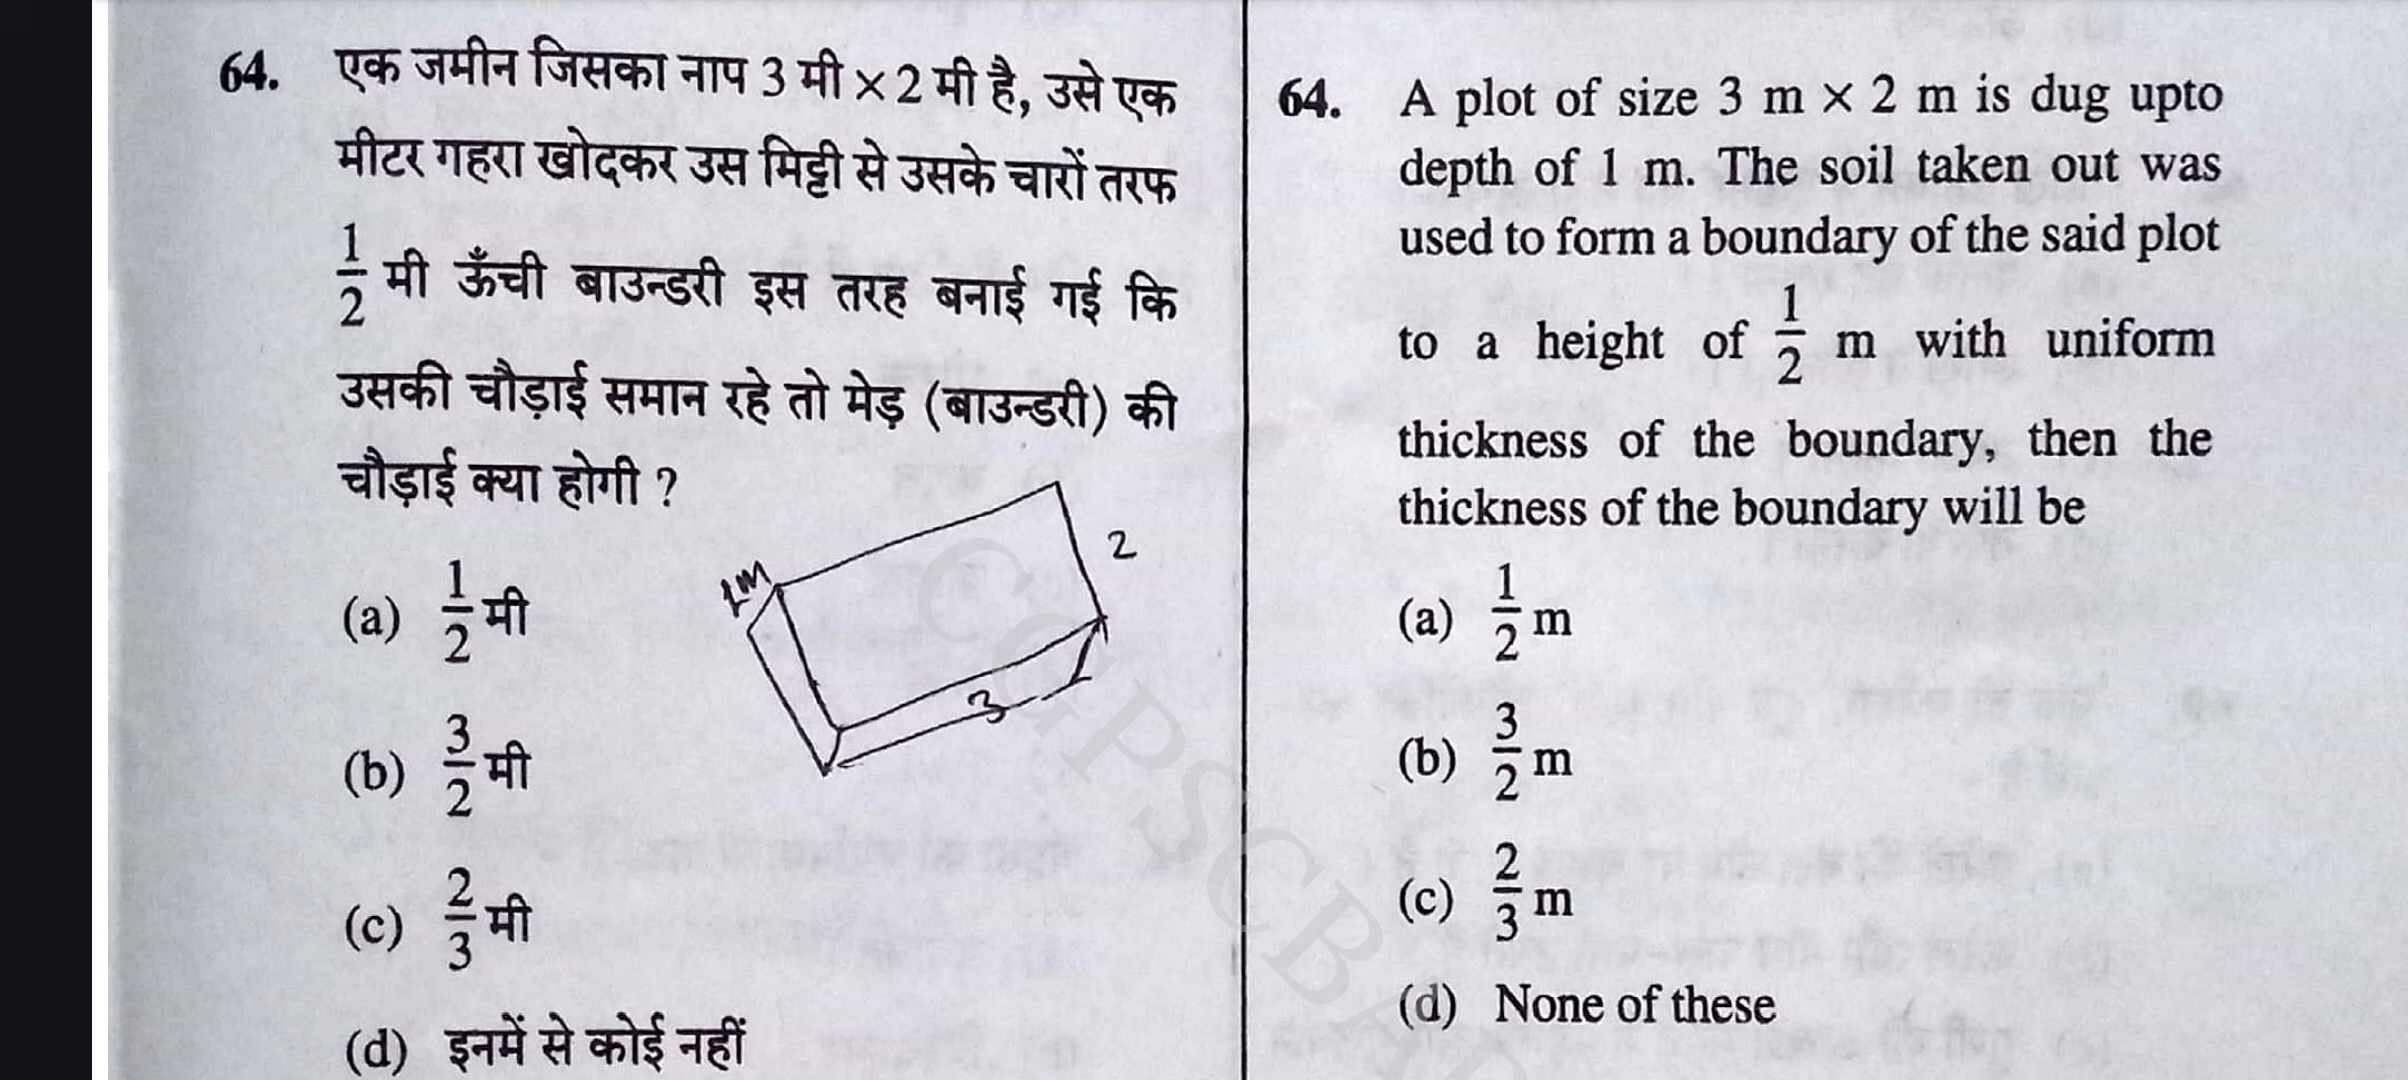 64. एक जमीन जिसका नाप 3 मी × 2 मी है, उसे एक
मीटर गहरा खोदकर उस मिट्टी से उसके चारों तरफ
1/2 मी ऊँची बाउन्डरी इस तरह बनाई गई कि
उसकी चौड़ाई समान रहे तो मेड़ (बाउन्डरी) की
चौड़ाई क्या होगी ?
(a) 1/2 मी
(b) 3/2 मी
(c) 2/3 मी
(d) इनमें से कोई नहीं
1m
2
3
64. A plot of size 3 m × 2 m is dug upto
depth of 1 m. The soil taken out was
used to form a boundary of the said plot
to a height of 1/2 m with uniform
thickness of the boundary, then the
thickness of the boundary will be
(a) 1/2 m
(b) 3/2 m
(c) 2/3 m
(d) None of these